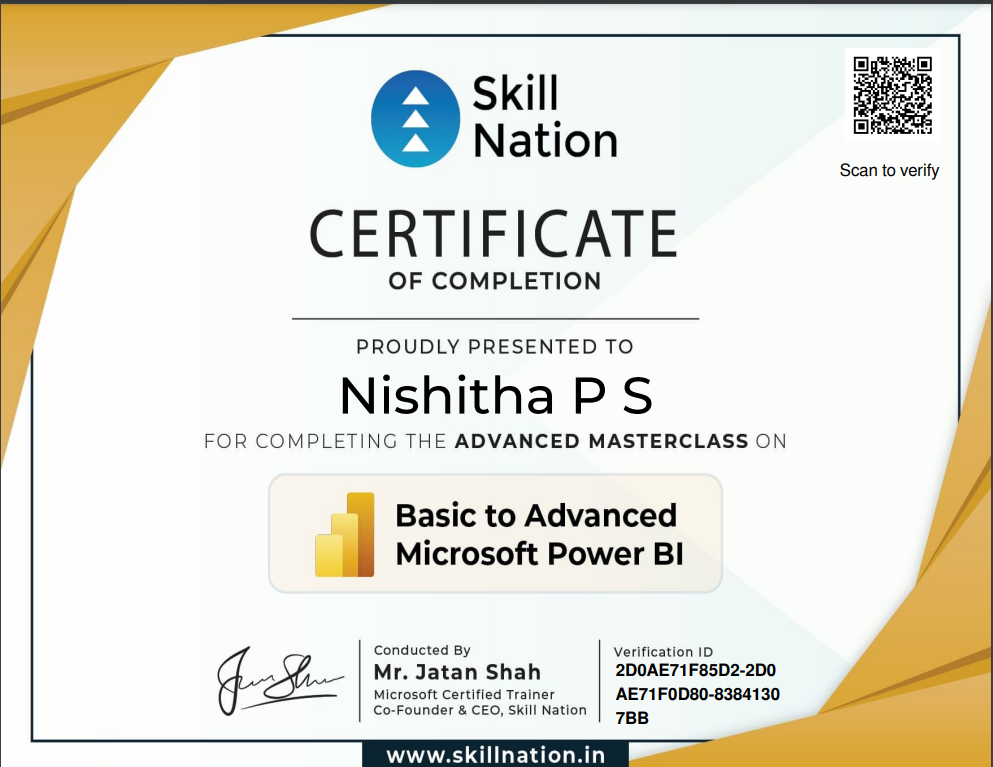 Skill
Nation
Scan to verify
CERTIFICATE
OF COMPLETION
PROUDLY PRESENTED TO
Nishitha P S
FOR COMPLETING THE ADVANCED MASTERCLASS ON
Basic to Advanced
Microsoft Power BI
Conducted By
Mr. Jatan Shah
Microsoft Certified Trainer
Co-Founder & CEO, Skill Nation
Verification ID
2D0AE71F85D2-2D0
AE71F0D80-8384130
7BB
www.skillnation.in